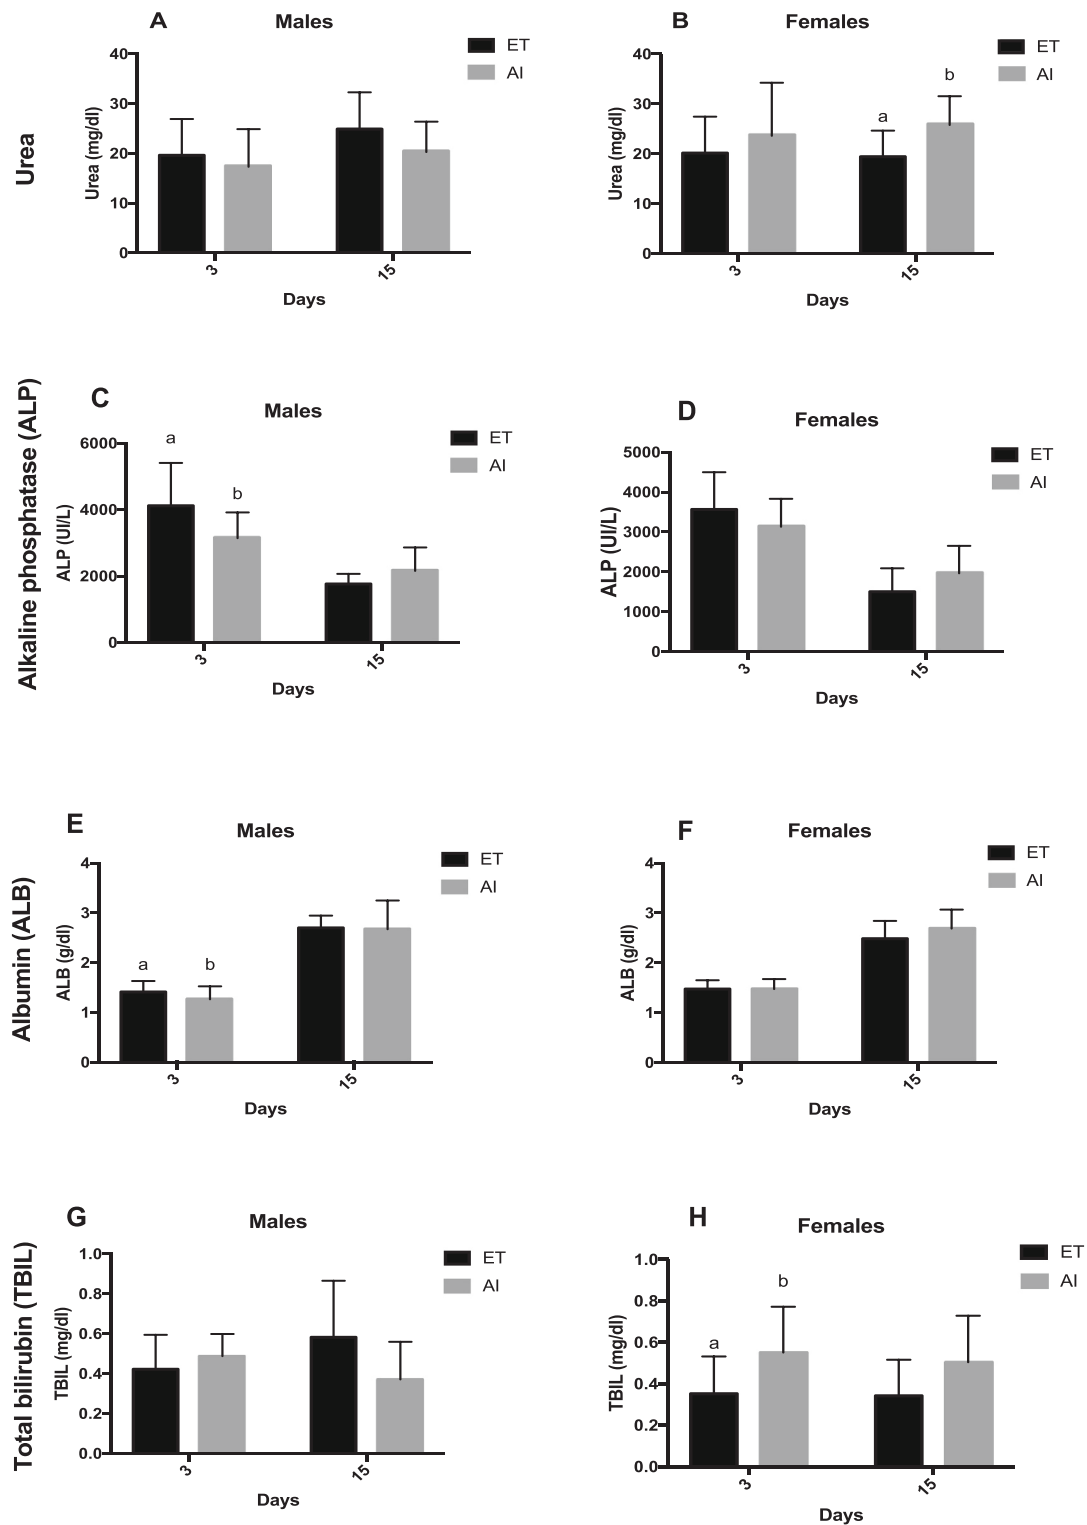 A Males
ET
AI
Urea
Urea (mg/dl)
40
30
20
10
0
3 15
Days
B Females
ET
AI
Urea (mg/dl)
40
30
20
10
0
a
b
3 15
Days
C Males
ET
AI
Alkaline phosphatase (ALP)
ALP (UI/L)
6000
4000
2000
0
a
b
3 15
Days
D Females
ET
AI
ALP (UI/L)
5000
4000
3000
2000
1000
0
3 15
Days
E Males
ET
AI
Albumin (ALB)
ALB (g/dl)
4
3
2
1
0
a b
3 15
Days
F Females
ET
AI
ALB (g/dl)
4
3
2
1
0
3 15
Days
G Males
ET
AI
Total bilirubin (TBIL)
TBIL (mg/dl)
1.0
0.8
0.6
0.4
0.2
0.0
3 15
Days
H Females
ET
AI
TBIL (mg/dl)
1.0
0.8
0.6
0.4
0.2
0.0
a
b
3 15
Days